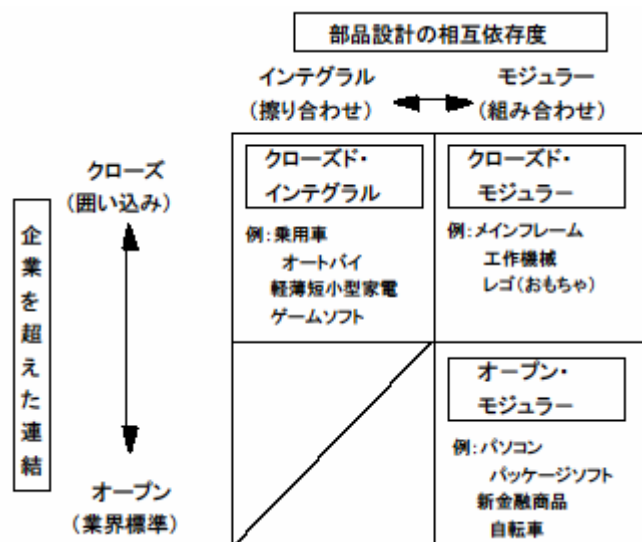 部品設計の相互依存度
インテグラル
(擦り合わせ)
モジュラー
(組み合わせ)
企業を超えた連結
クローズ
(囲い込み)
オープン
(業界標準)
クローズド・
インテグラル
例:乗用車
オートバイ
軽薄短小型家電
ゲームソフト
クローズド・
モジュラー
例:メインフレーム
工作機械
レゴ(おもちゃ)
オープン・
モジュラー
例:パソコン
パッケージソフト
新金融商品
自転車